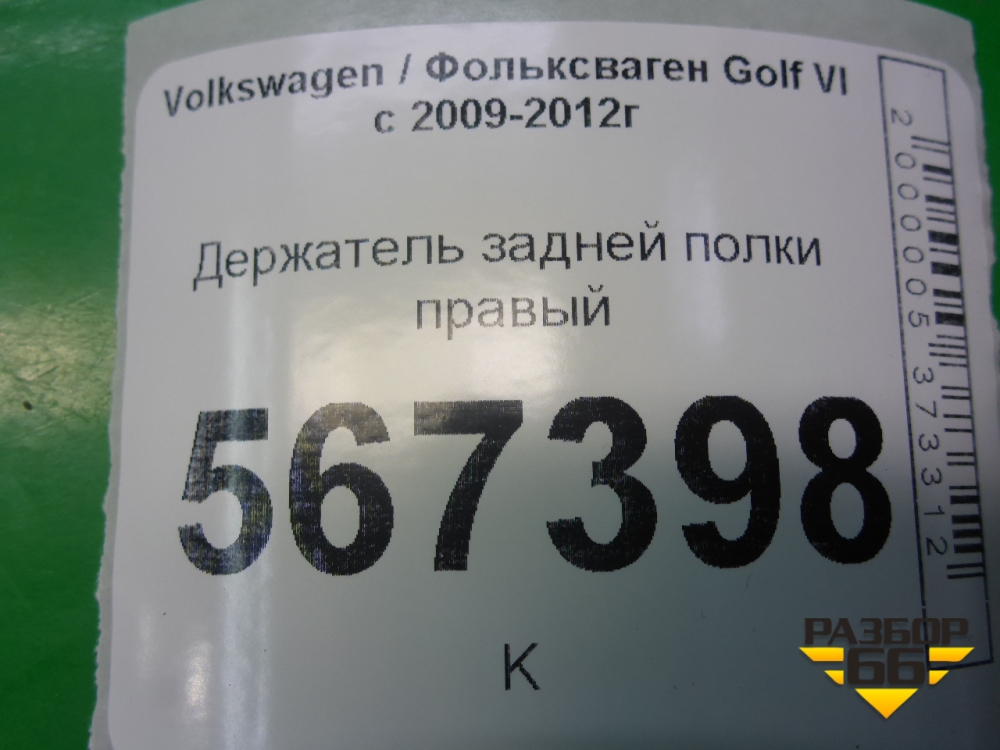 Volkswagen / Фольксваген Golf VI
с 2009-2012г
Держатель задней полки
правый
567398
К
2000005373312
РАЗБОР
66